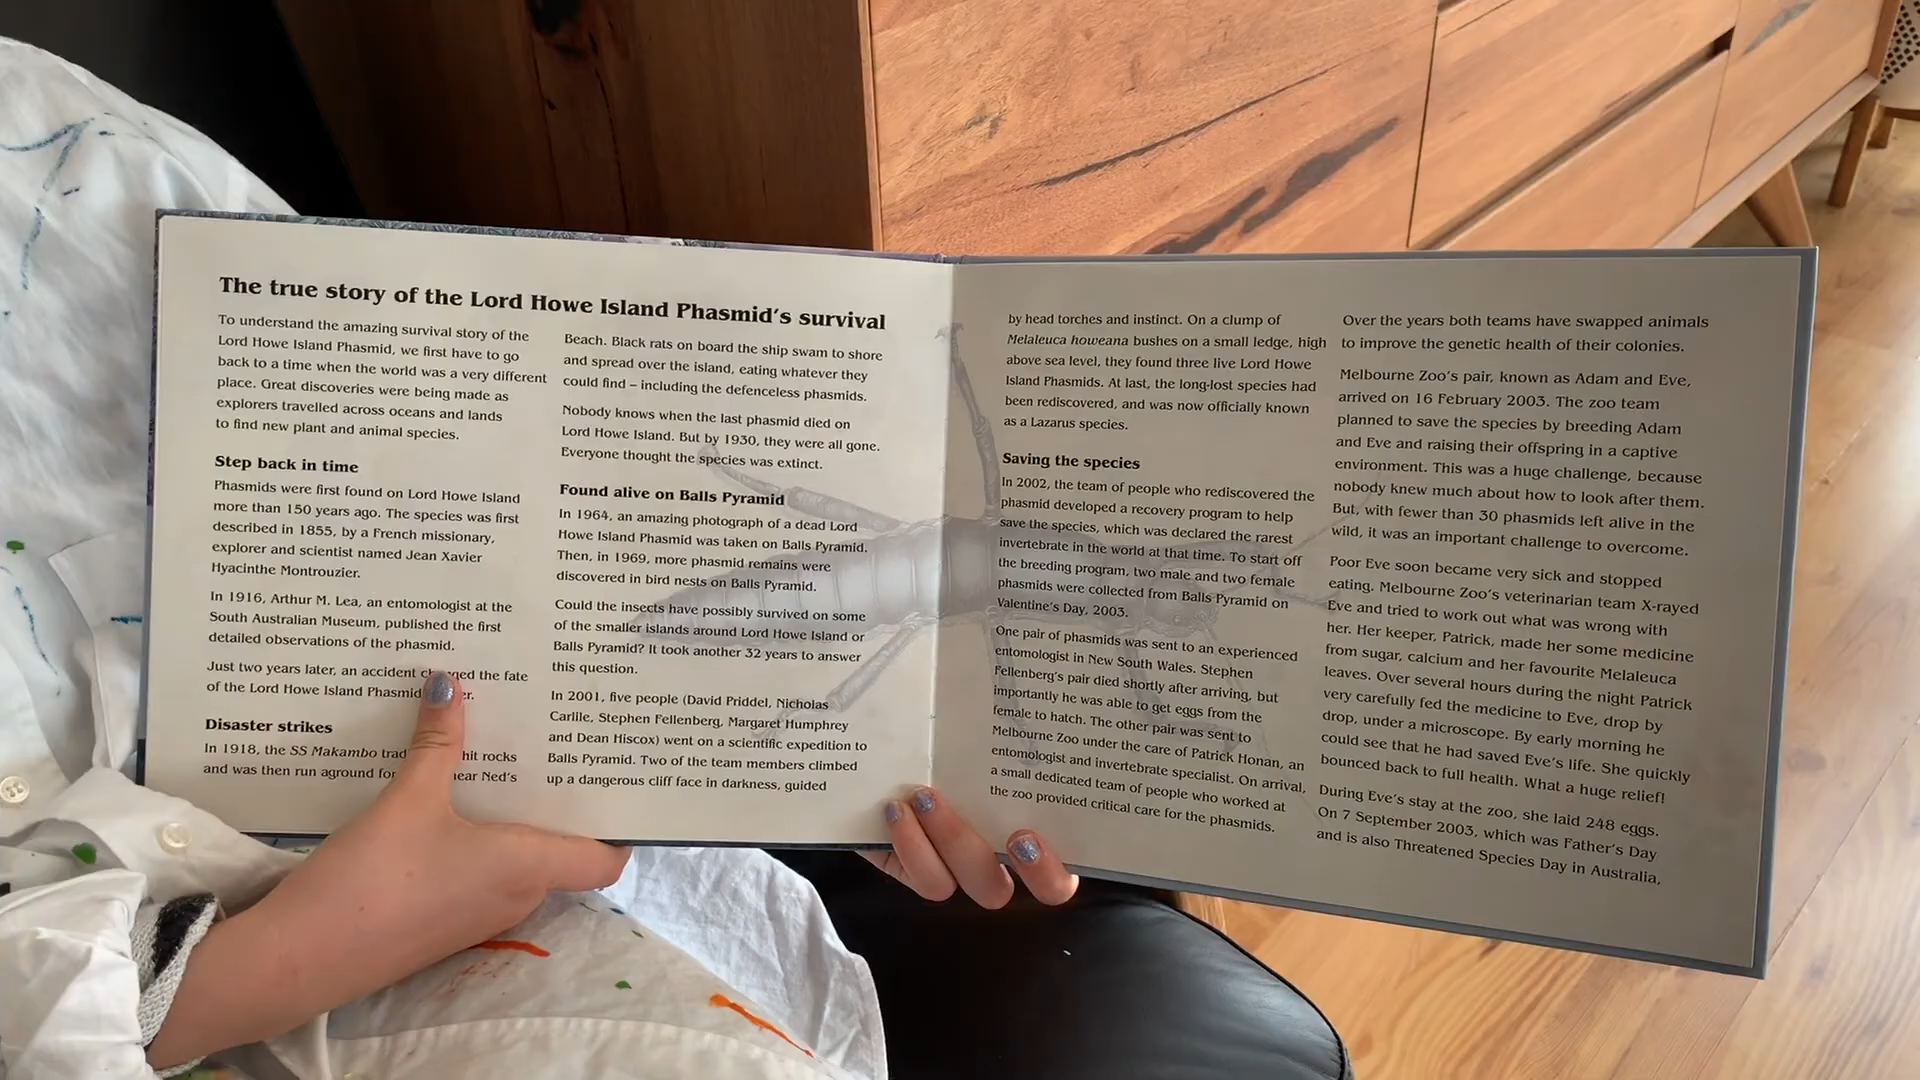 The true story of the Lord Howe Island Phasmid's survival
To understand the amazing survival story of the
Lord Howe Island Phasmid, we first have to go
back to a time when the world was a very different
place. Great discoveries were being made as
explorers travelled across oceans and lands
to find new plant and animal species.
Step back in time
Phasmids were first found on Lord Howe Island
more than 150 years ago. The species was first
described in 1855, by a French missionary,
explorer and scientist named Jean Xavier
Hyacinthe Montrouzier.
In 1916, Arthur M. Lea, an entomologist at the
South Australian Museum, published the first
detailed observations of the phasmid.
Just two years later, an accident the fate
of the Lord Howe Island Phasmid
Disaster strikes
In 1918, the SS Makambo hit rocks
and was then run aground near Ned's
Beach. Black rats on board the ship swam to shore
and spread over the island, eating whatever they
could find – including the defenceless phasmids.
Nobody knows when the last phasmid died on
Lord Howe Island. But by 1930, they were all gone.
Everyone thought the species was extinct.
Found alive on Balls Pyramid
In 1964, an amazing photograph of a dead Lord
Howe Island Phasmid was taken on Balls Pyramid.
Then, in 1969, more phasmid remains were
discovered in bird nests on Balls Pyramid.
Could the insects have possibly survived on some
of the smaller islands around Lord Howe Island or
Balls Pyramid? It took another 32 years to answer
this question.
In 2001, five people (David Priddel, Nicholas
Carlile, Stephen Fellenberg, Margaret Humphrey
and Dean Hiscox) went on a scientific expedition to
Balls Pyramid. Two of the team members climbed
up a dangerous cliff face in darkness, guided
by head torches and instinct. On a clump of
Melaleuca howeana bushes on a small ledge, high
above sea level, they found three live Lord Howe
Island Phasmids. At last, the long-lost species had
been rediscovered, and was now officially known
as a Lazarus species.
Saving the species
In 2002, the team of people who rediscovered the
phasmid developed a recovery program to help
save the species, which was declared the rarest
invertebrate in the world at that time. To start off
the breeding program, two male and two female
phasmids were collected from Balls Pyramid on
Valentine's Day, 2003.
One pair of phasmids was sent to an experienced
entomologist in New South Wales. Stephen
Fellenberg's pair died shortly after arriving, but
importantly he was able to get eggs from the
female to hatch. The other pair was sent to
Melbourne Zoo under the care of Patrick Honan, an
entomologist and invertebrate specialist. On arrival,
a small dedicated team of people who worked at
the zoo provided critical care for the phasmids.
Over the years both teams have swapped animals
to improve the genetic health of their colonies.
Melbourne Zoo's pair, known as Adam and Eve,
arrived on 16 February 2003. The zoo team
planned to save the species by breeding Adam
and Eve and raising their offspring in a captive
environment. This was a huge challenge, because
nobody knew much about how to look after them.
But, with fewer than 30 phasmids left alive in the
wild, it was an important challenge to overcome.
Poor Eve soon became very sick and stopped
eating. Melbourne Zoo's veterinarian team X-rayed
Eve and tried to work out what was wrong with
her. Her keeper, Patrick, made her some medicine
from sugar, calcium and her favourite Melaleuca
leaves. Over several hours during the night Patrick
very carefully fed the medicine to Eve, drop by
drop, under a microscope. By early morning he
could see that he had saved Eve's life. She quickly
bounced back to full health. What a huge relief!
During Eve's stay at the zoo, she laid 248 eggs.
On 7 September 2003, which was Father's Day
and is also Threatened Species Day in Australia,